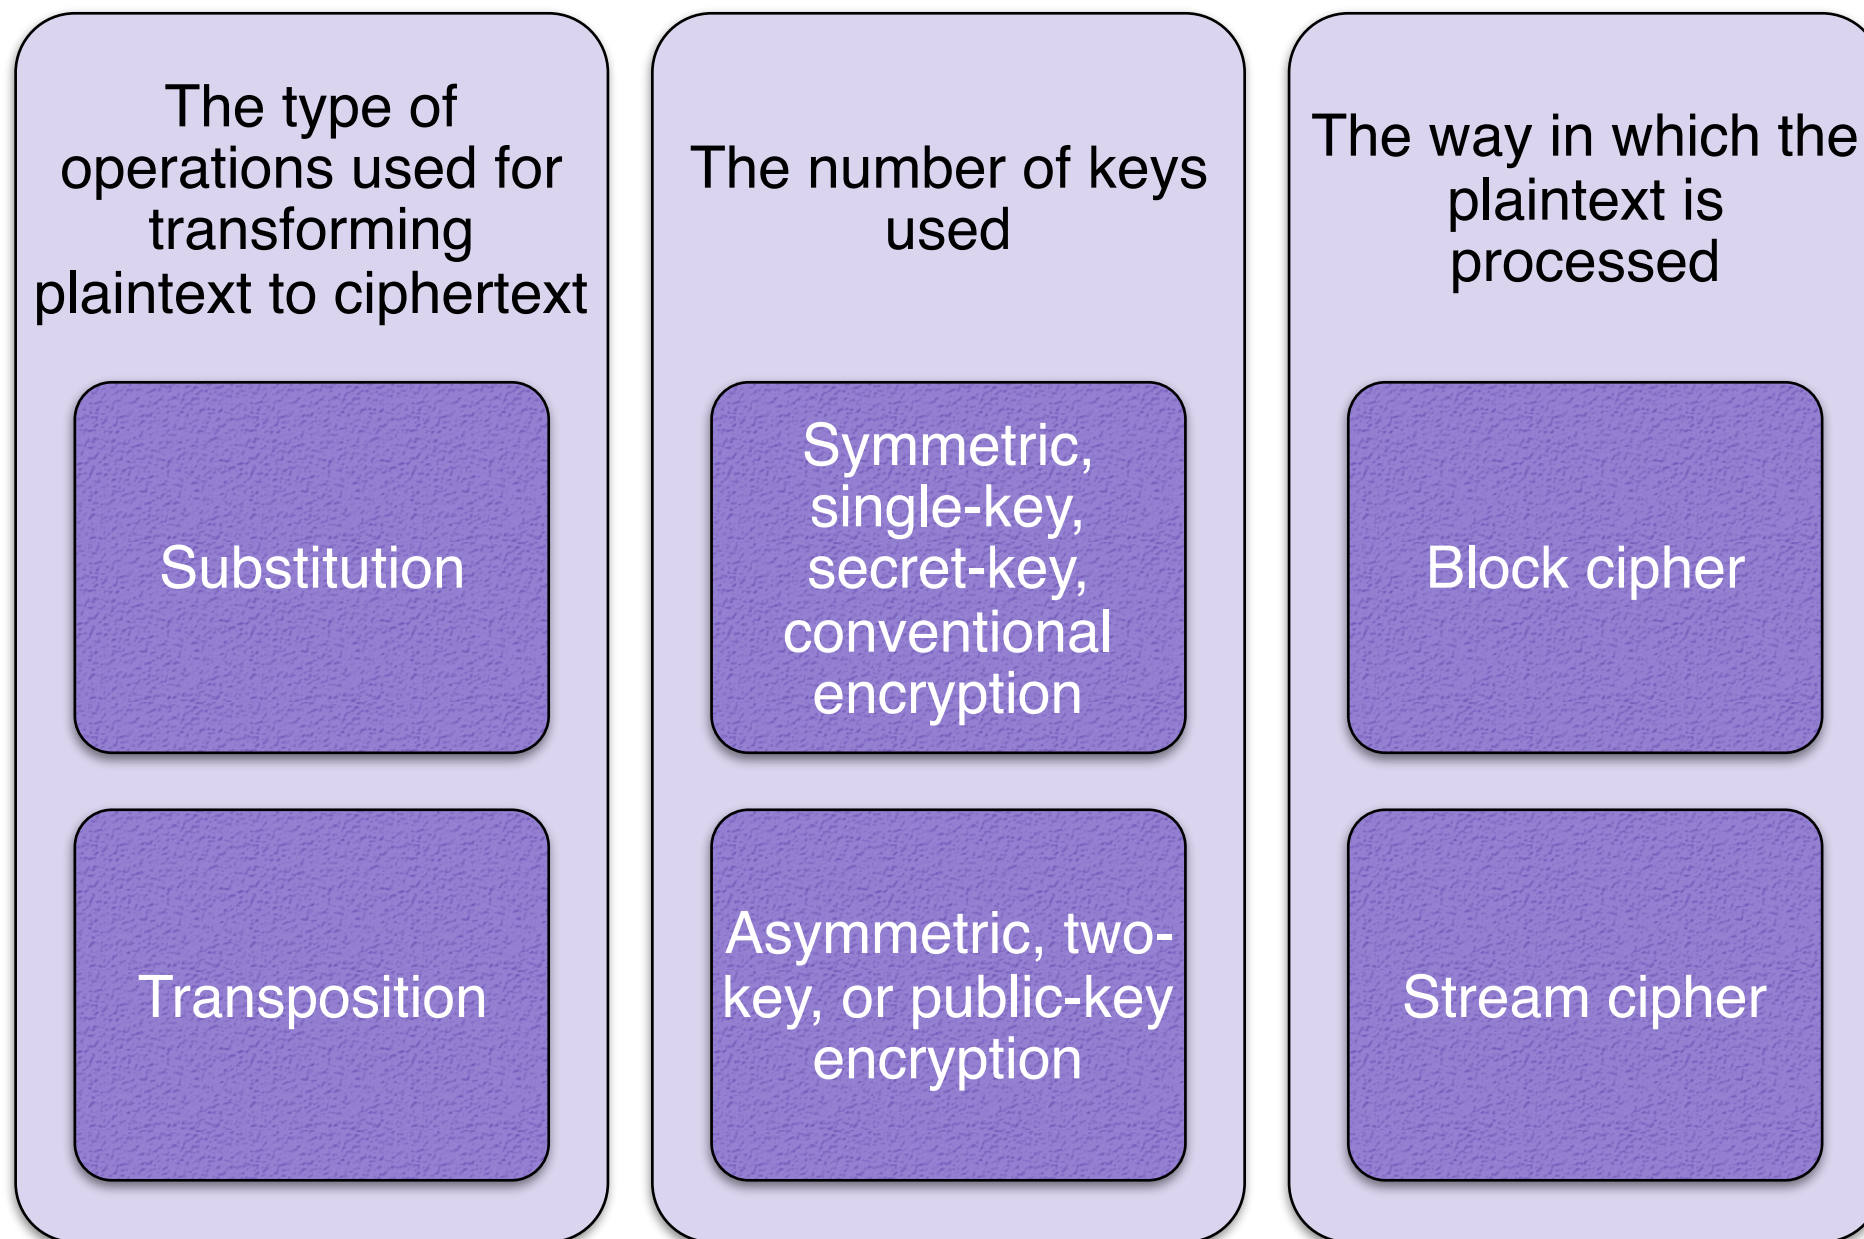 The type of
operations used for
transforming
plaintext to ciphertext
Substitution
Transposition
The number of keys
used
Symmetric,
single-key,
secret-key,
conventional
encryption
Asymmetric, two-
key, or public-key
encryption
The way in which the
plaintext is
processed
Block cipher
Stream cipher